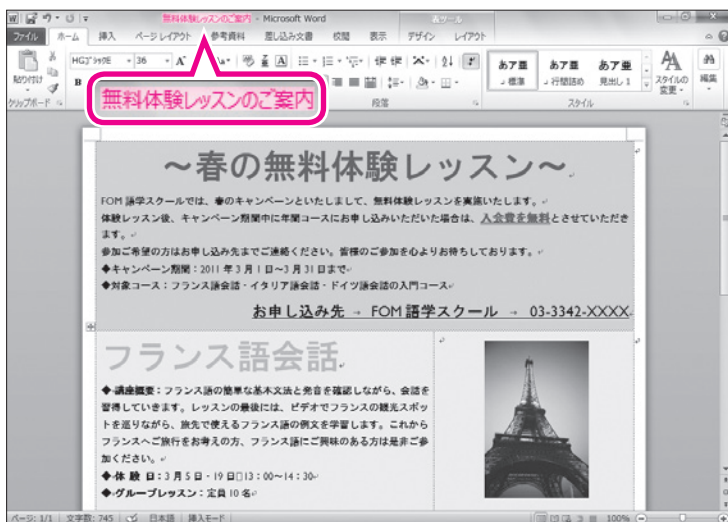 無料体験レッスンのご案内 - Microsoft Word
表ツール
ファイル ホーム 挿入 ページ レイアウト 参考資料 差し込み文書 校閲 表示 デザイン レイアウト
36
あア亜 あア亜 あア亜
標準 行間詰め 見出し 1
スタイルの変更
編集
貼り付け
クリップボード 段落 スタイル
無料体験レッスンのご案内
～春の無料体験レッスン～
FOM 語学スクールでは、春のキャンペーンといたしまして、無料体験レッスンを実施いたします。
体験レッスン後、キャンペーン期間中に年間コースにお申し込みいただいた場合は、入会費を無料とさせていただき
ます。
参加ご希望の方はお申し込み先までご連絡ください。皆様のご参加を心よりお待ちしております。
◆キャンペーン期間：2011 年 3 月 1 日～3 月 31 日まで
◆対象コース：フランス語会話・イタリア語会話・ドイツ語会話の入門コース
お申し込み先 → FOM 語学スクール → 03-3342-XXXX
フランス語会話
◆講座概要：フランス語の簡単な基本文法と発音を確認しながら、会話を
習得していきます。レッスンの最後には、ビデオでフランスの観光スポッ
トを巡りながら、旅先で使えるフランス語の例文を学習します。これから
フランスへご旅行をお考えの方、フランス語にご興味のある方は是非ご参
加ください。
◆体 験 日：3 月 5 日・19 日 13：00～14：30
◆グループレッスン：定員 10 名
ページ: 1/1 文字数: 745 日本語 挿入モード 100%